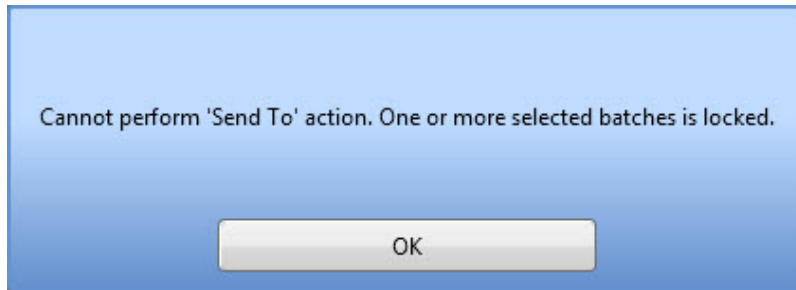 Cannot perform 'Send To' action. One or more selected batches is locked.
OK